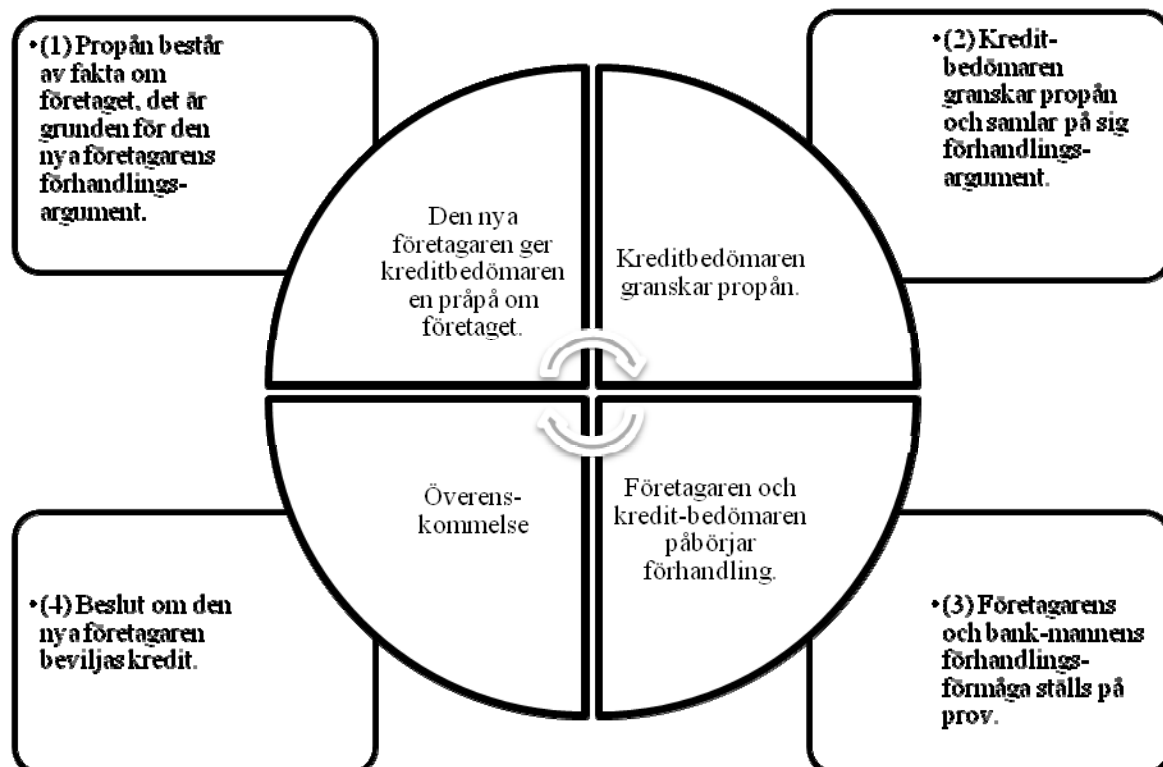 •(1) Propån består
av fakta om
företaget, det är
grunden för den
nya företagarens
förhandlings-
argument.
•(2) Kredit-
bedömaren
granskar propån
och samlar på sig
förhandlings-
argument.
Den nya
företagaren ger
kreditbedömaren
en pråpå om
företaget.
Kreditbedömaren
granskar propån.
Överens-
kommelse
Företagaren och
kredit-bedömaren
påbörjar
förhandling.
•(4) Beslut om den
nya företagaren
beviljas kredit.
•(3) Företagarens
och bank-mannens
förhandlings-
förmåga ställs på
prov.